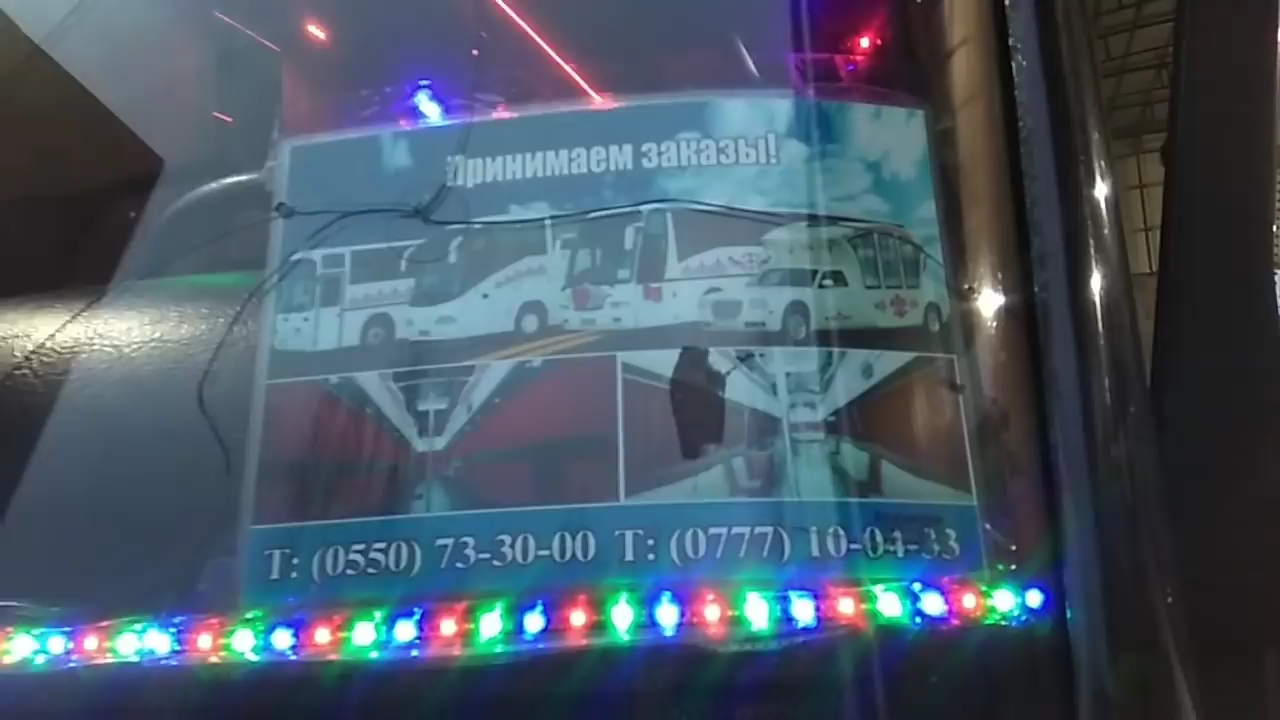 Принимаем заказы!
Т: (0550) 73-30-00 Т: (0777) 10-04-33